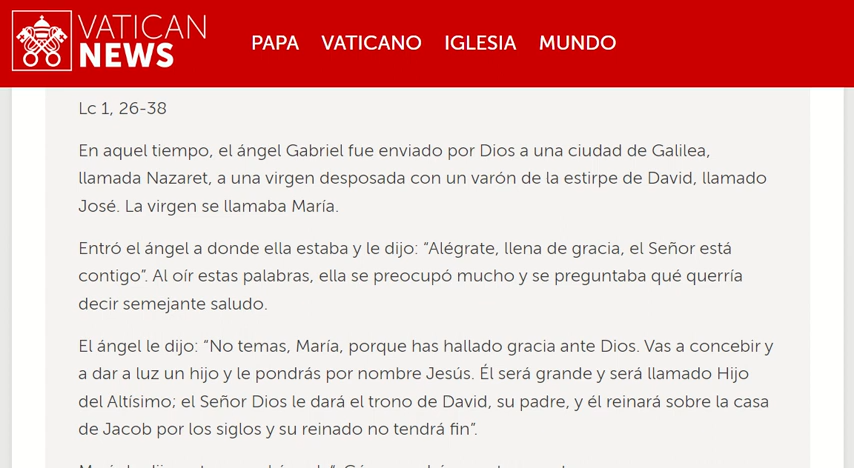 VATICAN
NEWS
PAPA VATICANO IGLESIA MUNDO
Lc 1, 26-38
En aquel tiempo, el ángel Gabriel fue enviado por Dios a una ciudad de Galilea,
llamada Nazaret, a una virgen desposada con un varón de la estirpe de David, llamado
José. La virgen se llamaba María.
Entró el ángel a donde ella estaba y le dijo: “Alégrate, llena de gracia, el Señor está
contigo”. Al oír estas palabras, ella se preocupó mucho y se preguntaba qué querría
decir semejante saludo.
El ángel le dijo: “No temas, María, porque has hallado gracia ante Dios. Vas a concebir y
a dar a luz un hijo y le pondrás por nombre Jesús. Él será grande y será llamado Hijo
del Altísimo; el Señor Dios le dará el trono de David, su padre, y él reinará sobre la casa
de Jacob por los siglos y su reinado no tendrá fin”.